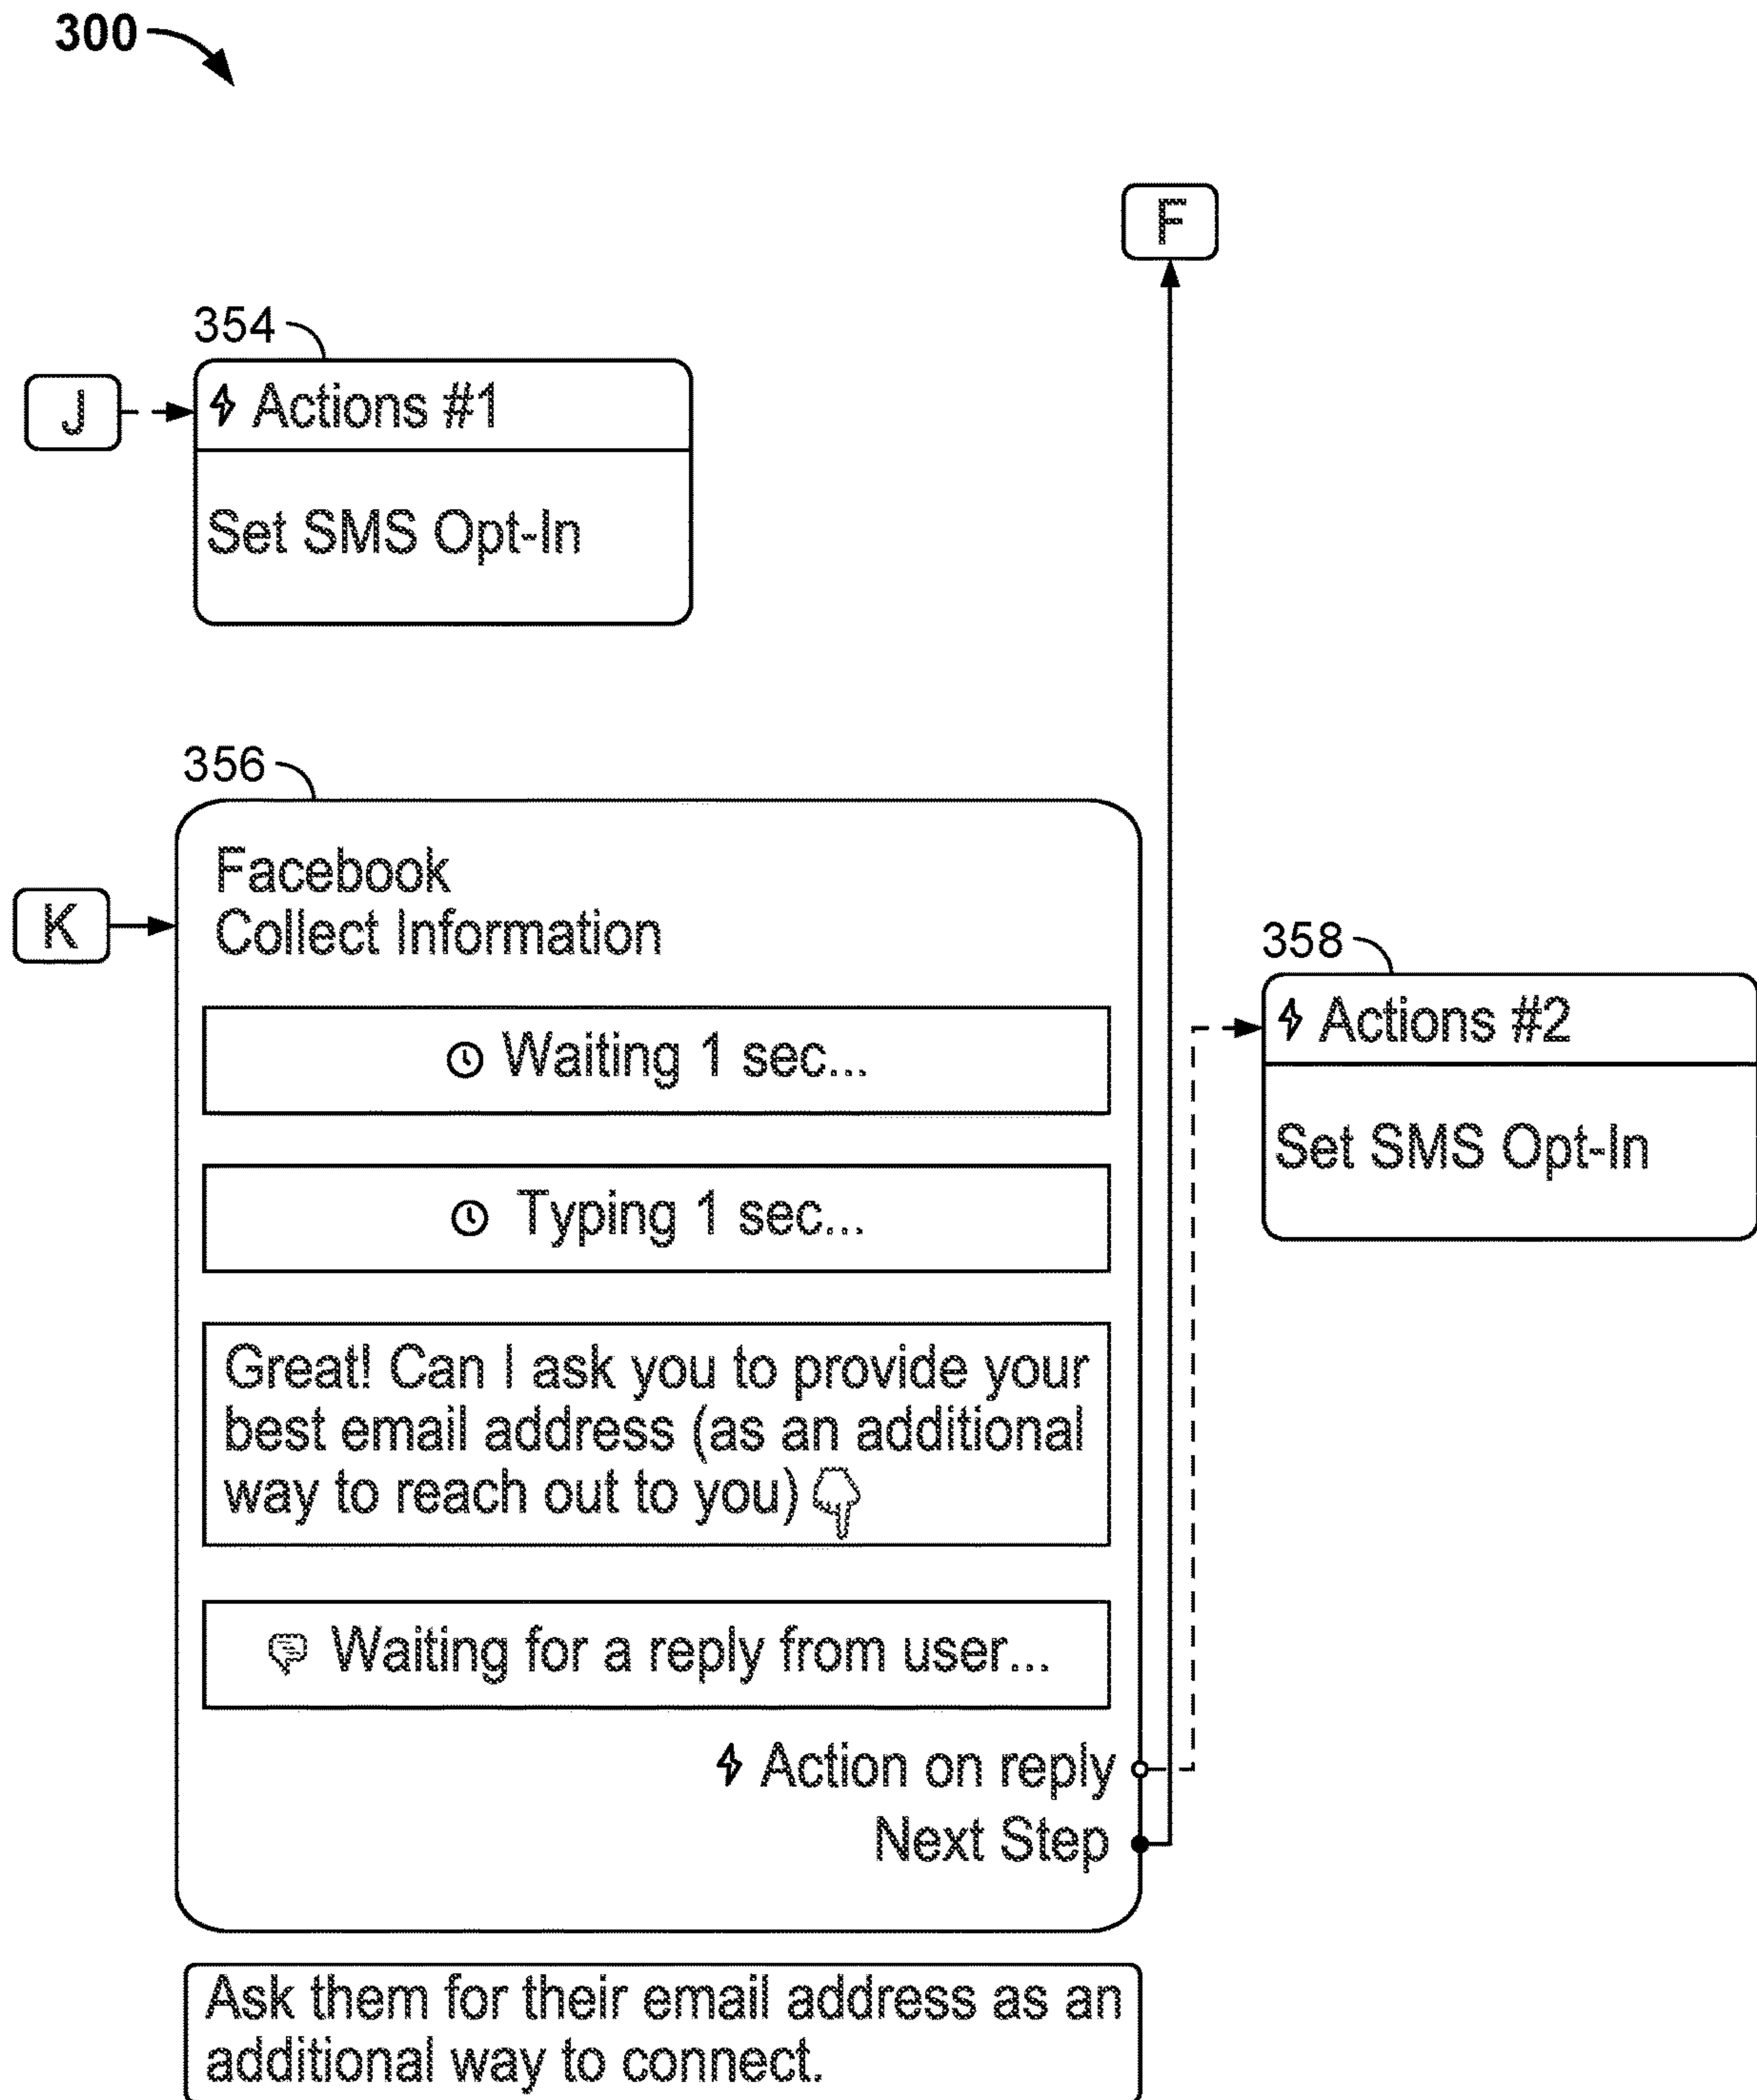 300
F
354
J
Actions #1
Set SMS Opt-In
356
K
Facebook
Collect Information
Waiting 1 sec...
Typing 1 sec...
Great! Can I ask you to provide your
best email address (as an additional
way to reach out to you)
Waiting for a reply from user...
Action on reply
Next Step
358
Actions #2
Set SMS Opt-In
Ask them for their email address as an
additional way to connect.